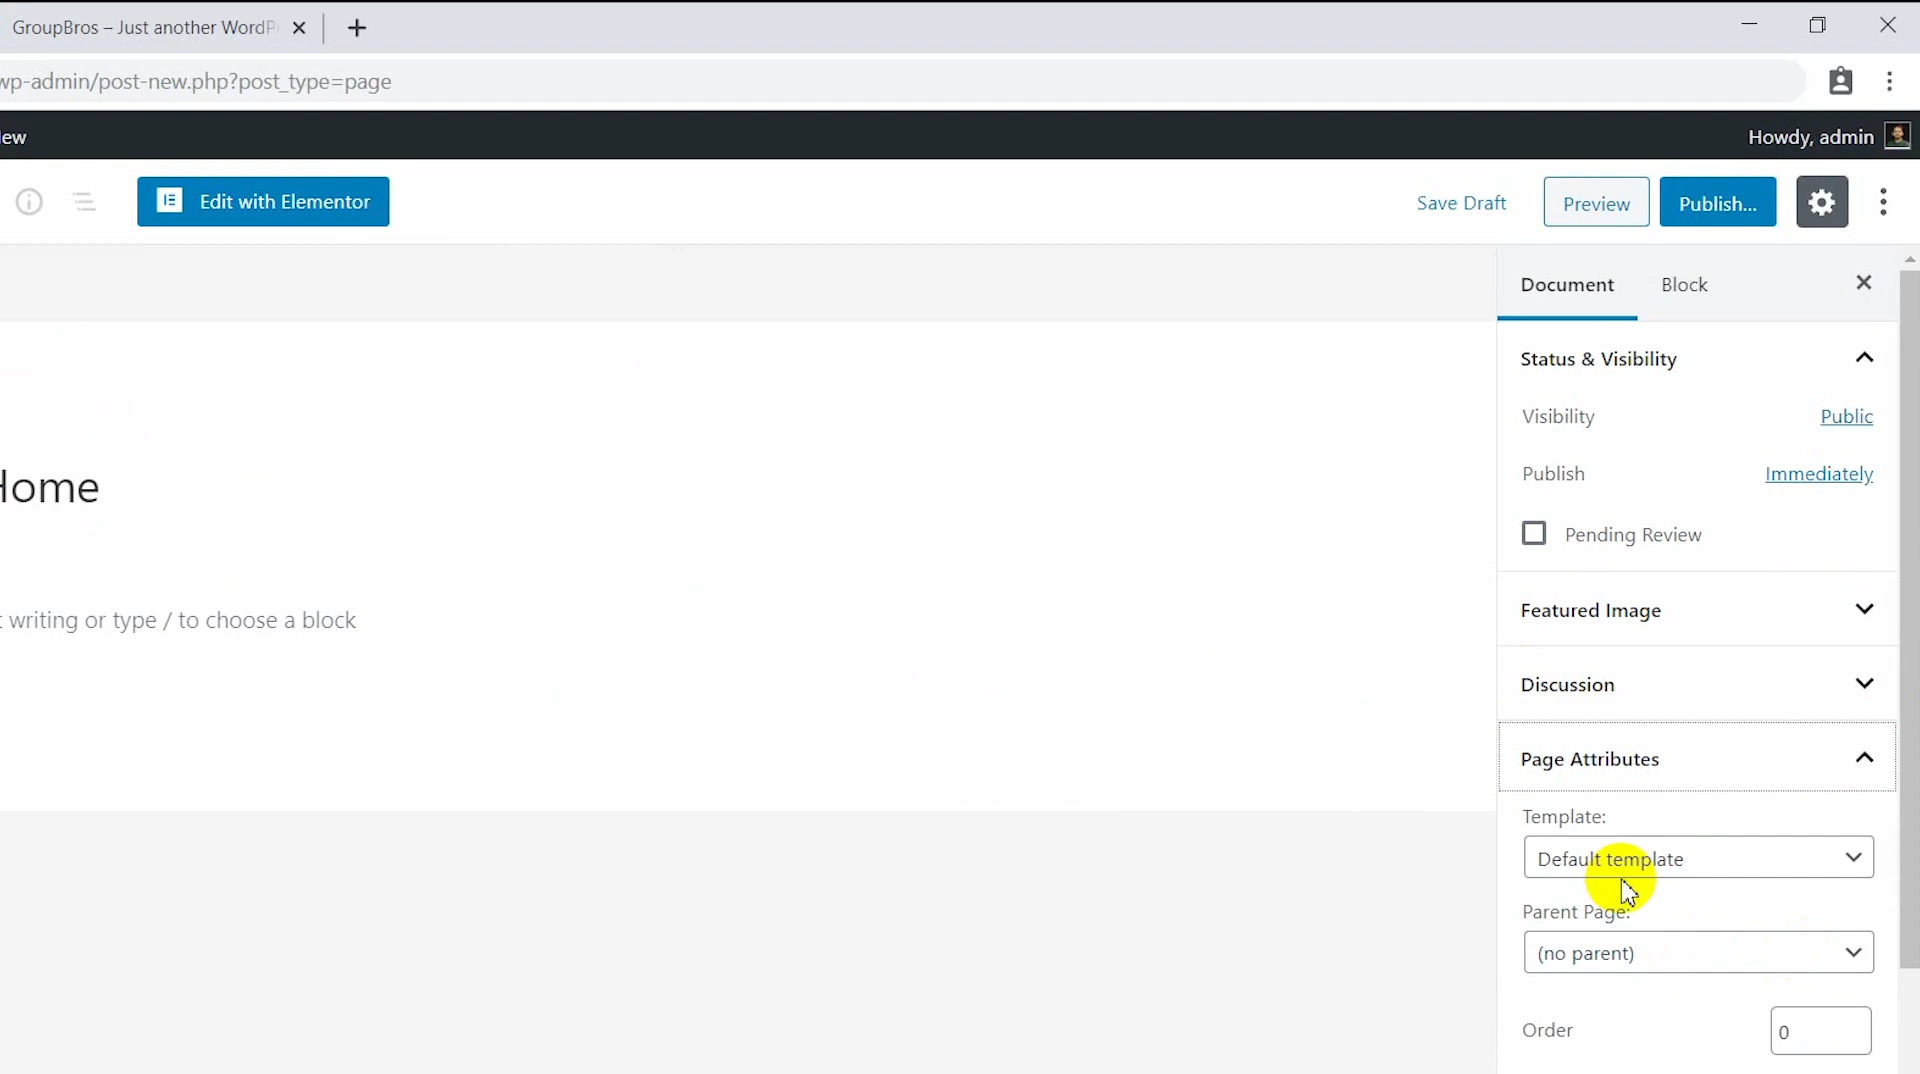 GroupBros – Just another WordP
wp-admin/post-new.php?post_type=page
ew
Howdy, admin
Edit with Elementor
Save Draft
Preview
Publish...
Document
Block
Status & Visibility
Visibility
Public
Publish
Immediately
Home
Pending Review
Featured Image
writing or type / to choose a block
Discussion
Page Attributes
Template:
Default template
Parent Page:
(no parent)
Order
0